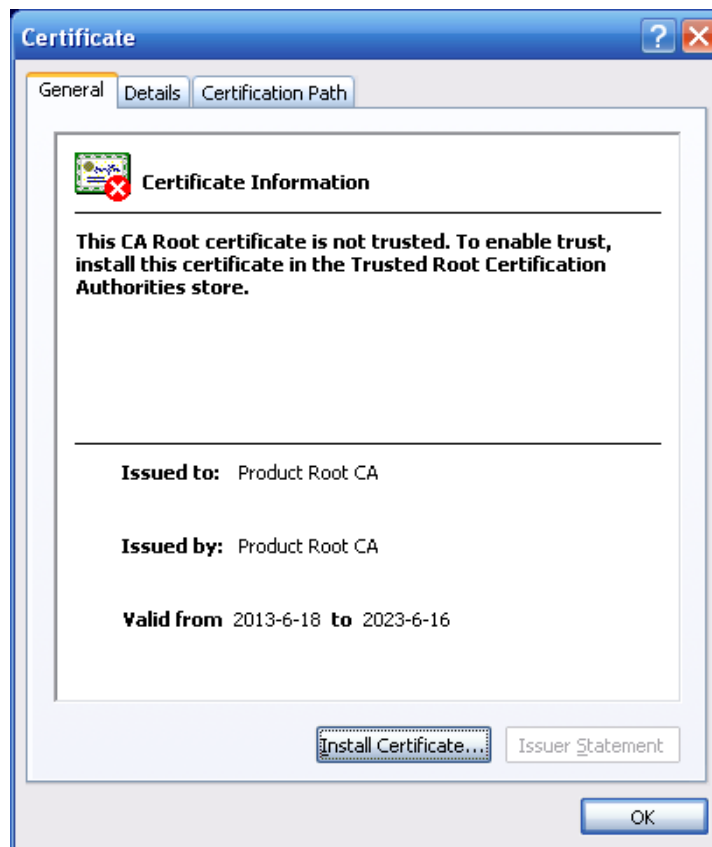 Certificate
General Details Certification Path
Certificate Information
This CA Root certificate is not trusted. To enable trust,
install this certificate in the Trusted Root Certification
Authorities store.
Issued to: Product Root CA
Issued by: Product Root CA
Valid from 2013-6-18 to 2023-6-16
Install Certificate... Issuer Statement
OK